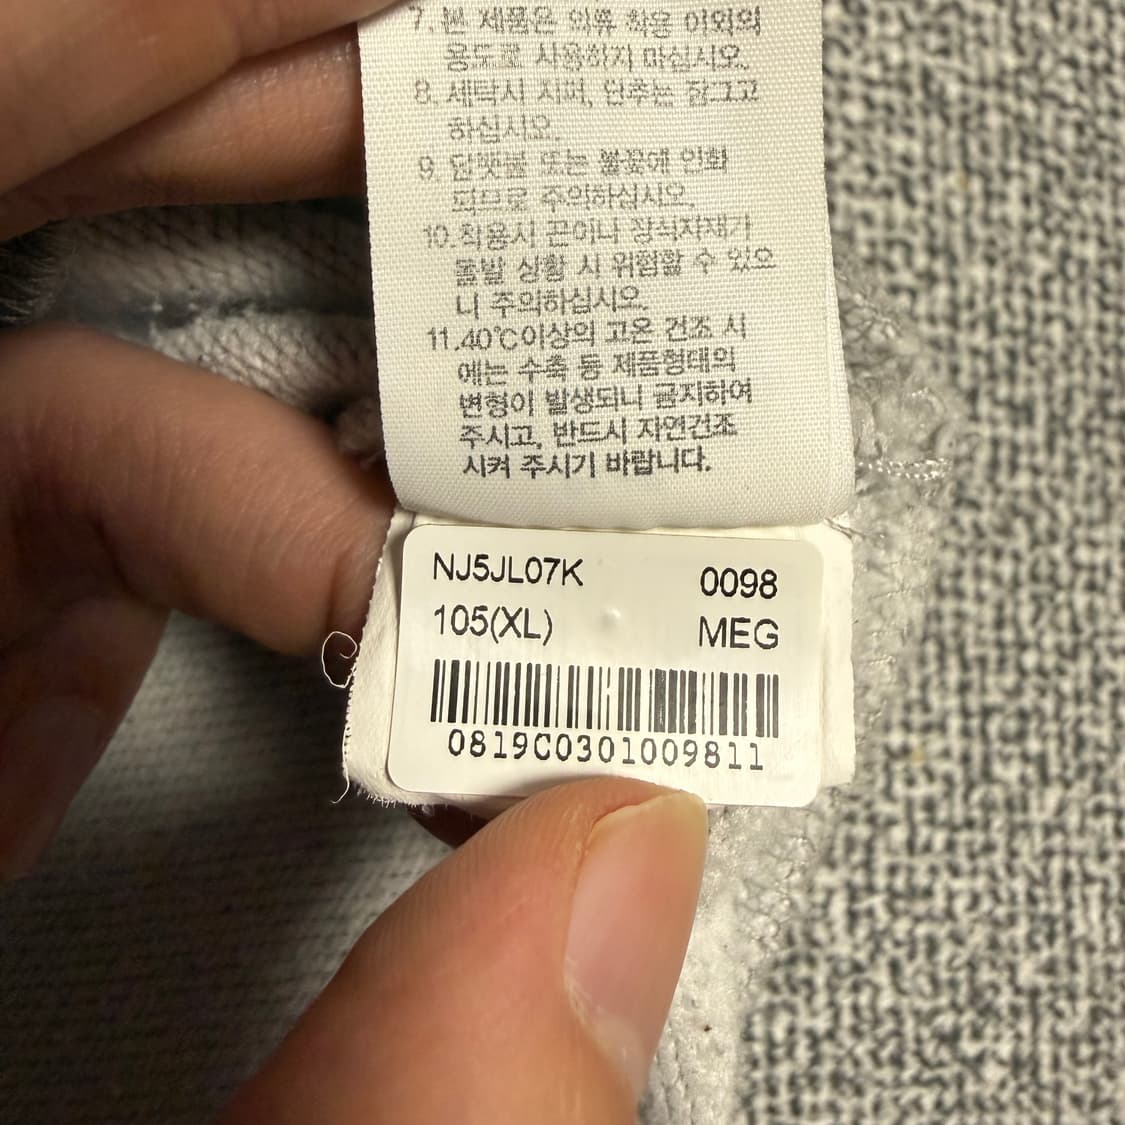 7.본 제품은 의류 착용 이외의
용도로 사용하지 마십시오.
8.세탁시 지퍼, 단추는 잠그고
하십시오.
9.담뱃불 또는 불꽃에 인화
되므로 주의하십시오.
10.착용시 끈이나 장식자재가
돌발 상황 시 위험할 수 있으
니 주의하십시오.
11.40℃이상의 고온 건조 시
에는 수축 등 제품형태의
변형이 발생되니 금지하여
주시고, 반드시 자연건조
시켜 주시기 바랍니다.
NJ5JL07K 0098
105(XL) MEG
0819C0301009811